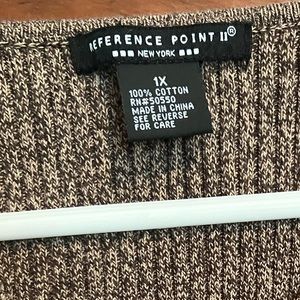 REFERENCE POINT II®
NEW YORK
1X
100% COTTON
RN#50550
MADE IN CHINA
SEE REVERSE
FOR CARE